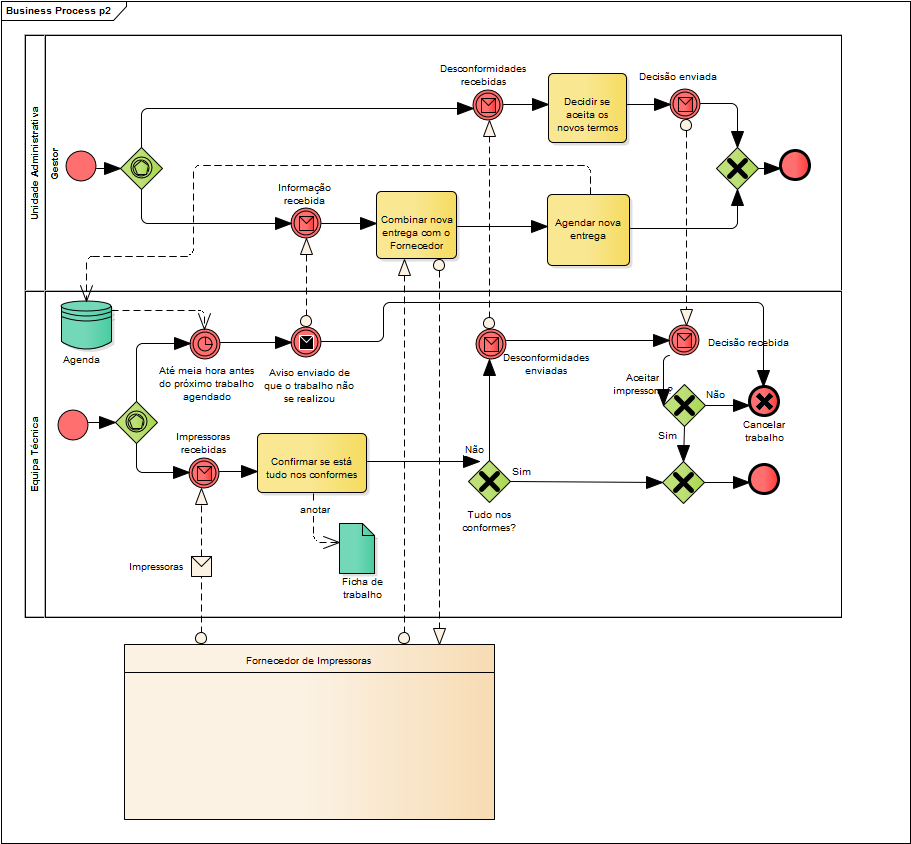 Business Process p2
Unidade Administrativa
Gestor
Desconformidades
recebidas
Decidir se
aceita os
novos termos
Decisão enviada
Informação
recebida
Combinar nova
entrega com o
Fornecedor
Agendar nova
entrega
Equipa Técnica
Agenda
Até meia hora antes
do próximo trabalho
agendado
Aviso enviado de
que o trabalho não
se realizou
Desconformidades
enviadas
Decisão recebida
Aceitar
impressoras?
Não
Cancelar
trabalho
Sim
Impressoras
recebidas
Confirmar se está
tudo nos conformes
Não
Sim
Tudo nos
conformes?
anotar
Ficha de
trabalho
Impressoras
Fornecedor de Impressoras